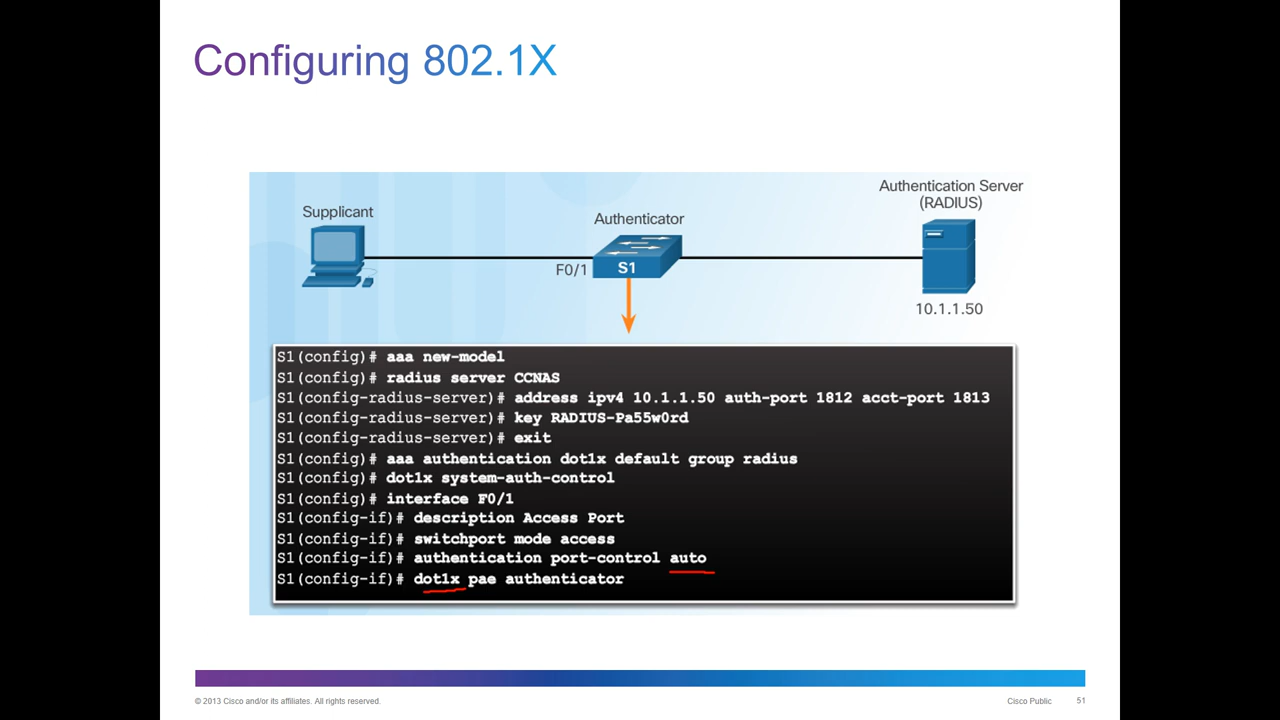 Configuring 802.1X
Authentication Server
(RADIUS)
Supplicant
Authenticator
F0/1
S1
10.1.1.50
S1(config)# aaa new-model
S1(config)# radius server CCNAS
S1(config-radius-server)# address ipv4 10.1.1.50 auth-port 1812 acct-port 1813
S1(config-radius-server)# key RADIUS-Pa55w0rd
S1(config-radius-server)# exit
S1(config)# aaa authentication dot1x default group radius
S1(config)# dot1x system-auth-control
S1(config)# interface F0/1
S1(config-if)# description Access Port
S1(config-if)# switchport mode access
S1(config-if)# authentication port-control auto
S1(config-if)# dot1x pae authenticator
© 2013 Cisco and/or its affiliates. All rights reserved.
Cisco Public
51